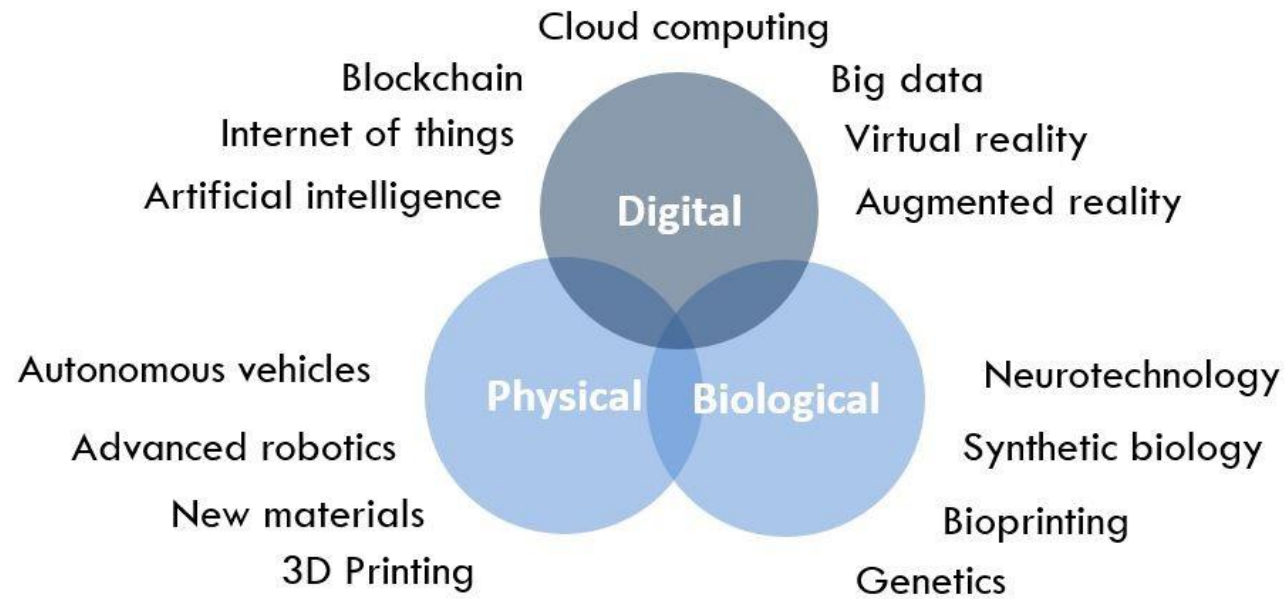 Cloud computing
Blockchain
Big data
Internet of things
Virtual reality
Artificial intelligence
Augmented reality
Digital
Autonomous vehicles
Neurotechnology
Physical
Biological
Advanced robotics
Synthetic biology
New materials
Bioprinting
3D Printing
Genetics